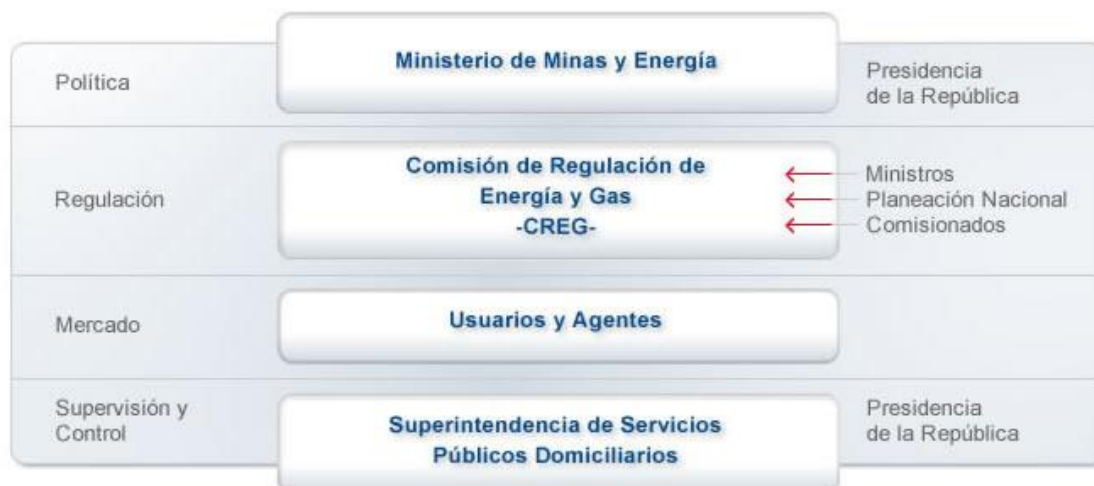 Política
Ministerio de Minas y Energía
Presidencia
de la República
Regulación
Comisión de Regulación de
Energía y Gas
-CREG-
Ministros
Planeación Nacional
Comisionados
Mercado
Usuarios y Agentes
Supervisión y
Control
Superintendencia de Servicios
Públicos Domiciliarios
Presidencia
de la República